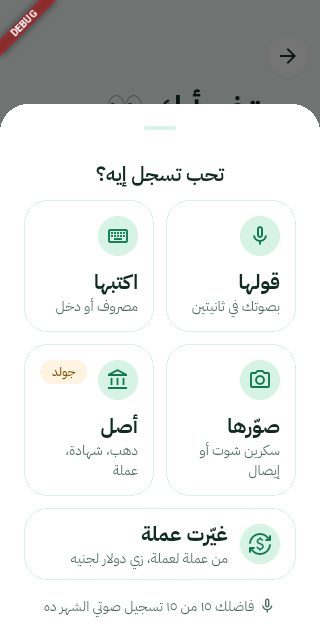 DEBUG
تحب تسجل إيه؟
قولها
بصوتك في ثانيتين
اكتبها
مصروف أو دخل
صوّرها
سكرين شوت أو
إيصال
جولد
أصل
دهب، شهادة،
عملة
غيّرت عملة
من عملة لعملة، زي دولار لجنيه
فاضلك ١٥ من ١٥ تسجيل صوتي الشهر ده